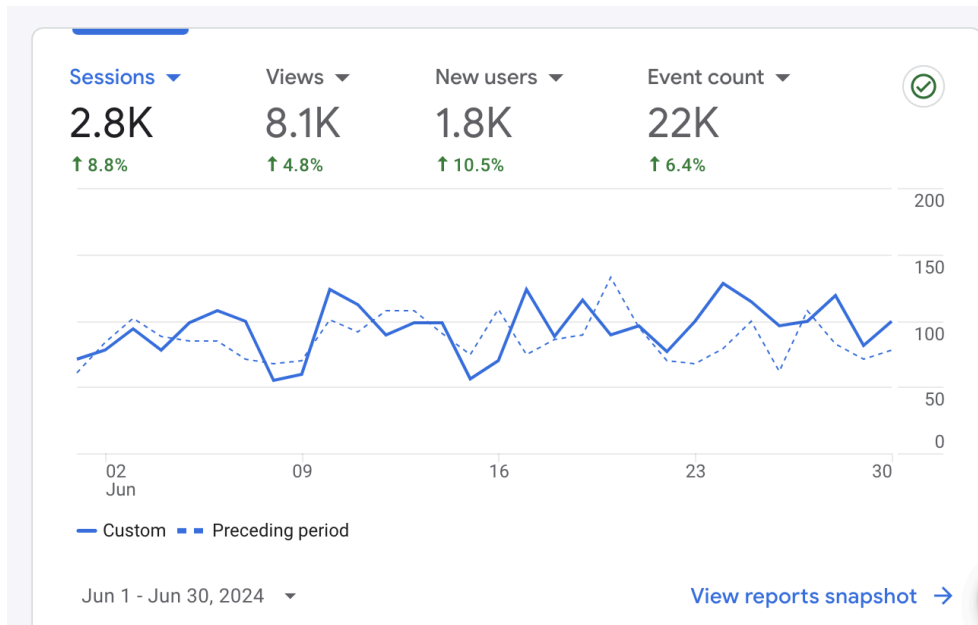 Sessions Views New users Event count
2.8K 8.1K 1.8K 22K
↑ 8.8% ↑ 4.8% ↑ 10.5% ↑ 6.4%
200
150
100
50
0
02 09 16 23 30
Jun
Custom Preceding period
Jun 1 - Jun 30, 2024 View reports snapshot →